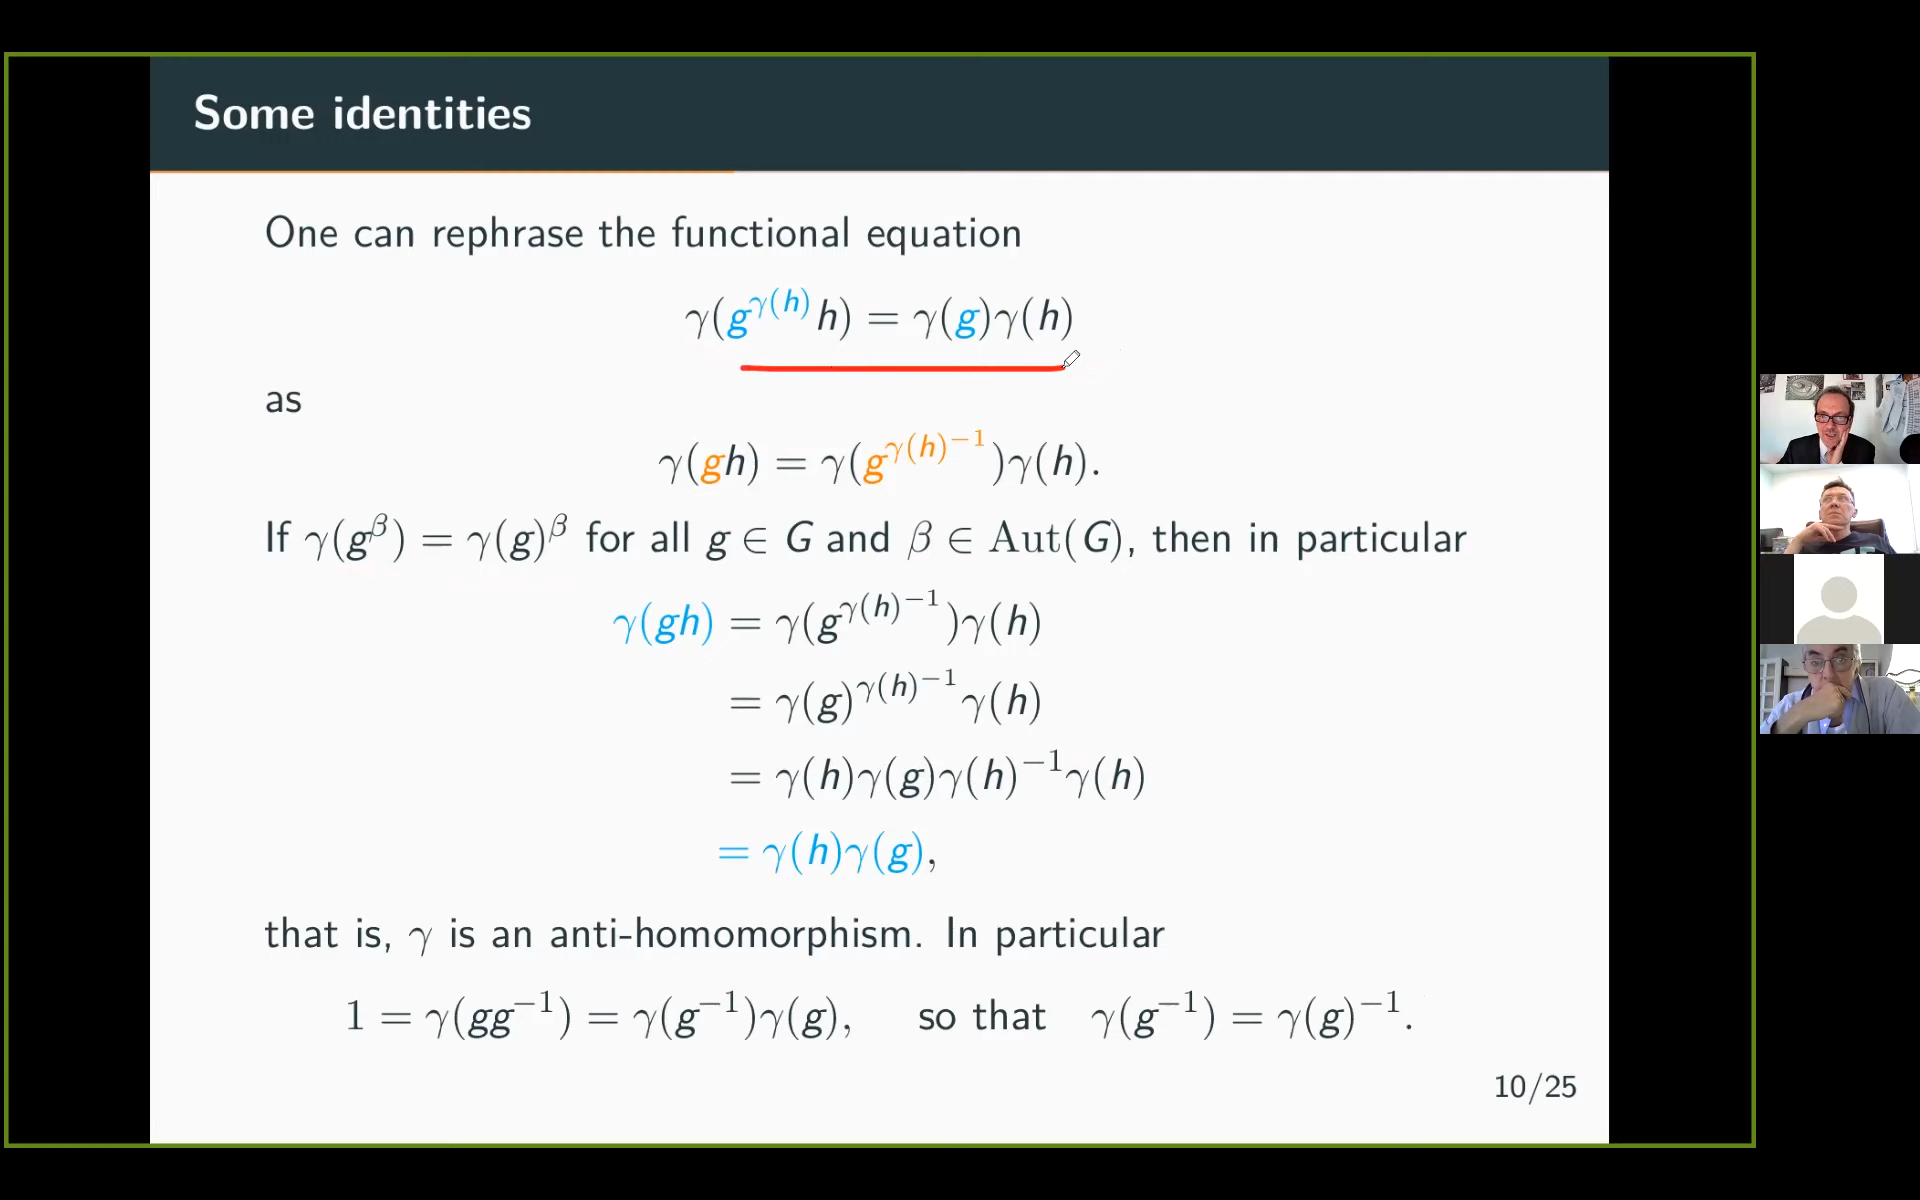 Some identities
One can rephrase the functional equation
γ(g^{γ(h)}h) = γ(g)γ(h)
as
γ(gh) = γ(g^{γ(h)^{-1}})γ(h).
If γ(g^β) = γ(g)^β for all g ∈ G and β ∈ Aut(G), then in particular
γ(gh) = γ(g^{γ(h)^{-1}})γ(h)
= γ(g)^{γ(h)^{-1}}γ(h)
= γ(h)γ(g)γ(h)^{-1}γ(h)
= γ(h)γ(g),
that is, γ is an anti-homomorphism. In particular
1 = γ(gg^{-1}) = γ(g^{-1})γ(g), so that γ(g^{-1}) = γ(g)^{-1}.
10/25